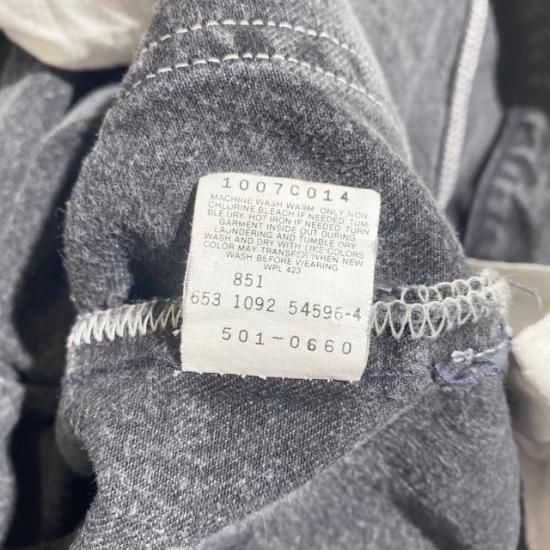 1007C014
MACHINE WASH WARM. ONLY NON-
CHLORINE BLEACH IF NEEDED. TUM-
BLE DRY. HOT IRON IF NEEDED. TURN
GARMENT INSIDE OUT DURING
LAUNDERING AND TUMBLE DRY.
WASH AND DRY WITH LIKE COLORS
COLOR MAY TRANSFER WHEN NEW
WASH BEFORE WEARING
WPL 423
851
653 1092 54596-4
501-0660